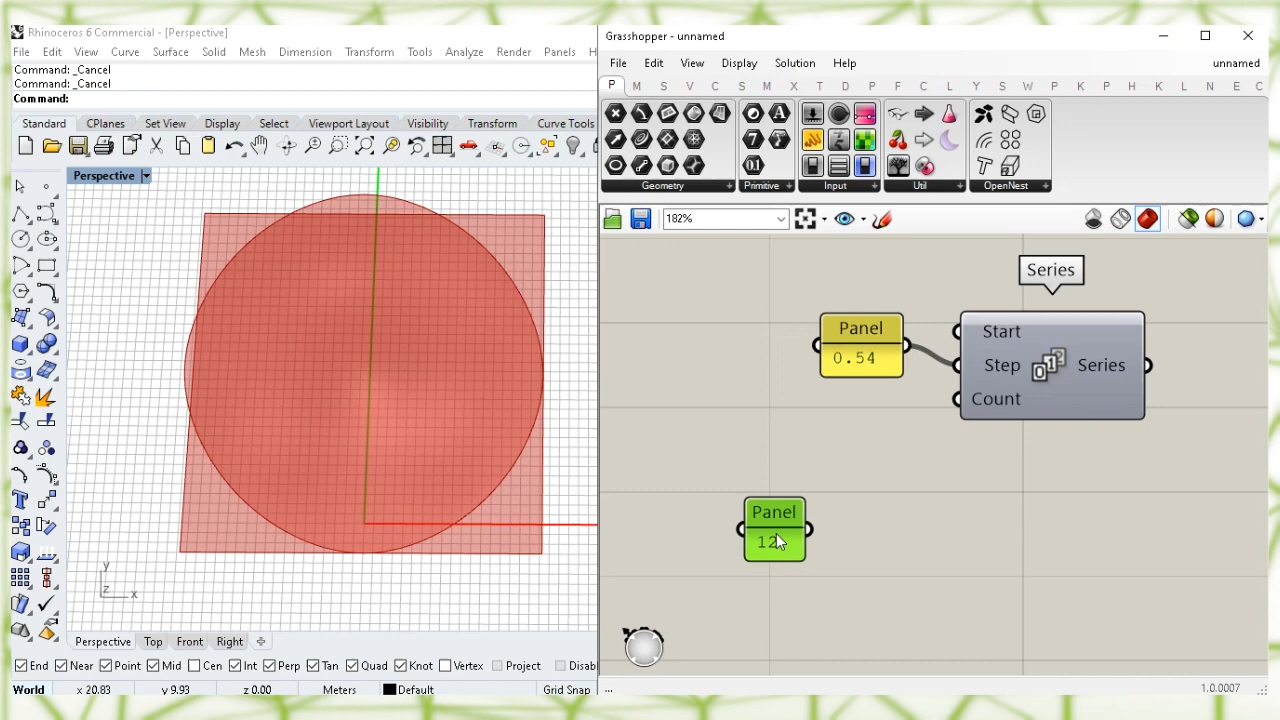 Rhinoceros 6 Commercial - [Perspective]
File Edit View Curve Surface Solid Mesh Dimension Transform Tools Analyze Render Panels H
Command: _Cancel
Command: _Cancel
Command:
Standard CPlanes Set View Display Select Viewport Layout Visibility Transform Curve Tools
Perspective
y
z x
Perspective Top Front Right
End Near Point Mid Cen Int Perp Tan Quad Knot Vertex Project Disabl
World x 20.83 y 9.93 z 0.00 Meters Default Grid Snap
Grasshopper - unnamed
File Edit View Display Solution Help unnamed
P M S V C S M X T D P F C L S W P D K H K L N E C
Geometry Primitive Input Util OpenNest
182%
Series
Panel
0.54
Start
Step
Count
Series
Panel
12
... 1.0.0007